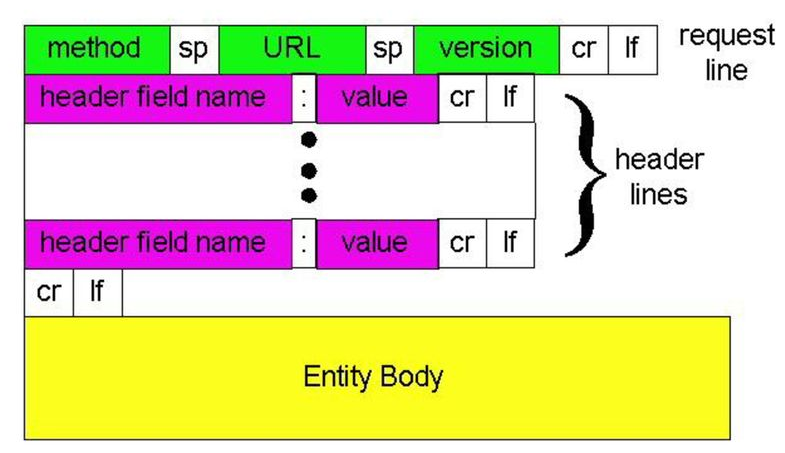 method sp URL sp version cr lf request line
header field name : value cr lf
header lines
header field name : value cr lf
cr lf
Entity Body